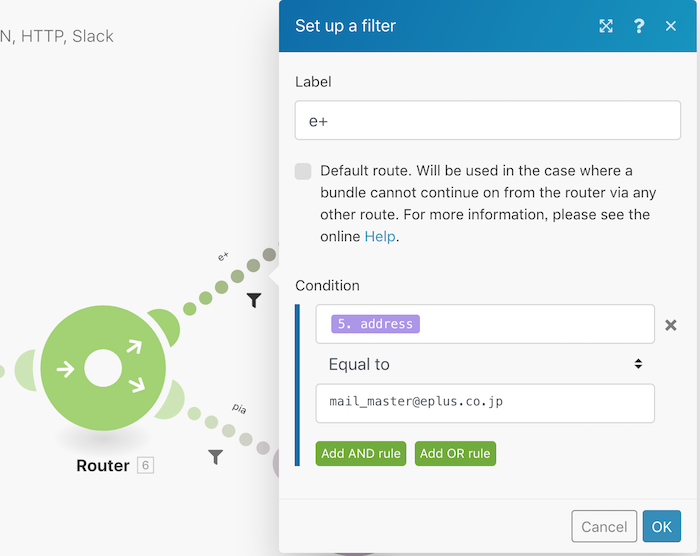 N, HTTP, Slack
Set up a filter
?
Label
e+
Default route. Will be used in the case where a
bundle cannot continue on from the router via any
other route. For more information, please see the
online Help.
e+
Condition
5. address
Equal to
mail_master@eplus.co.jp
pia
Add AND rule Add OR rule
Router 6
Cancel OK